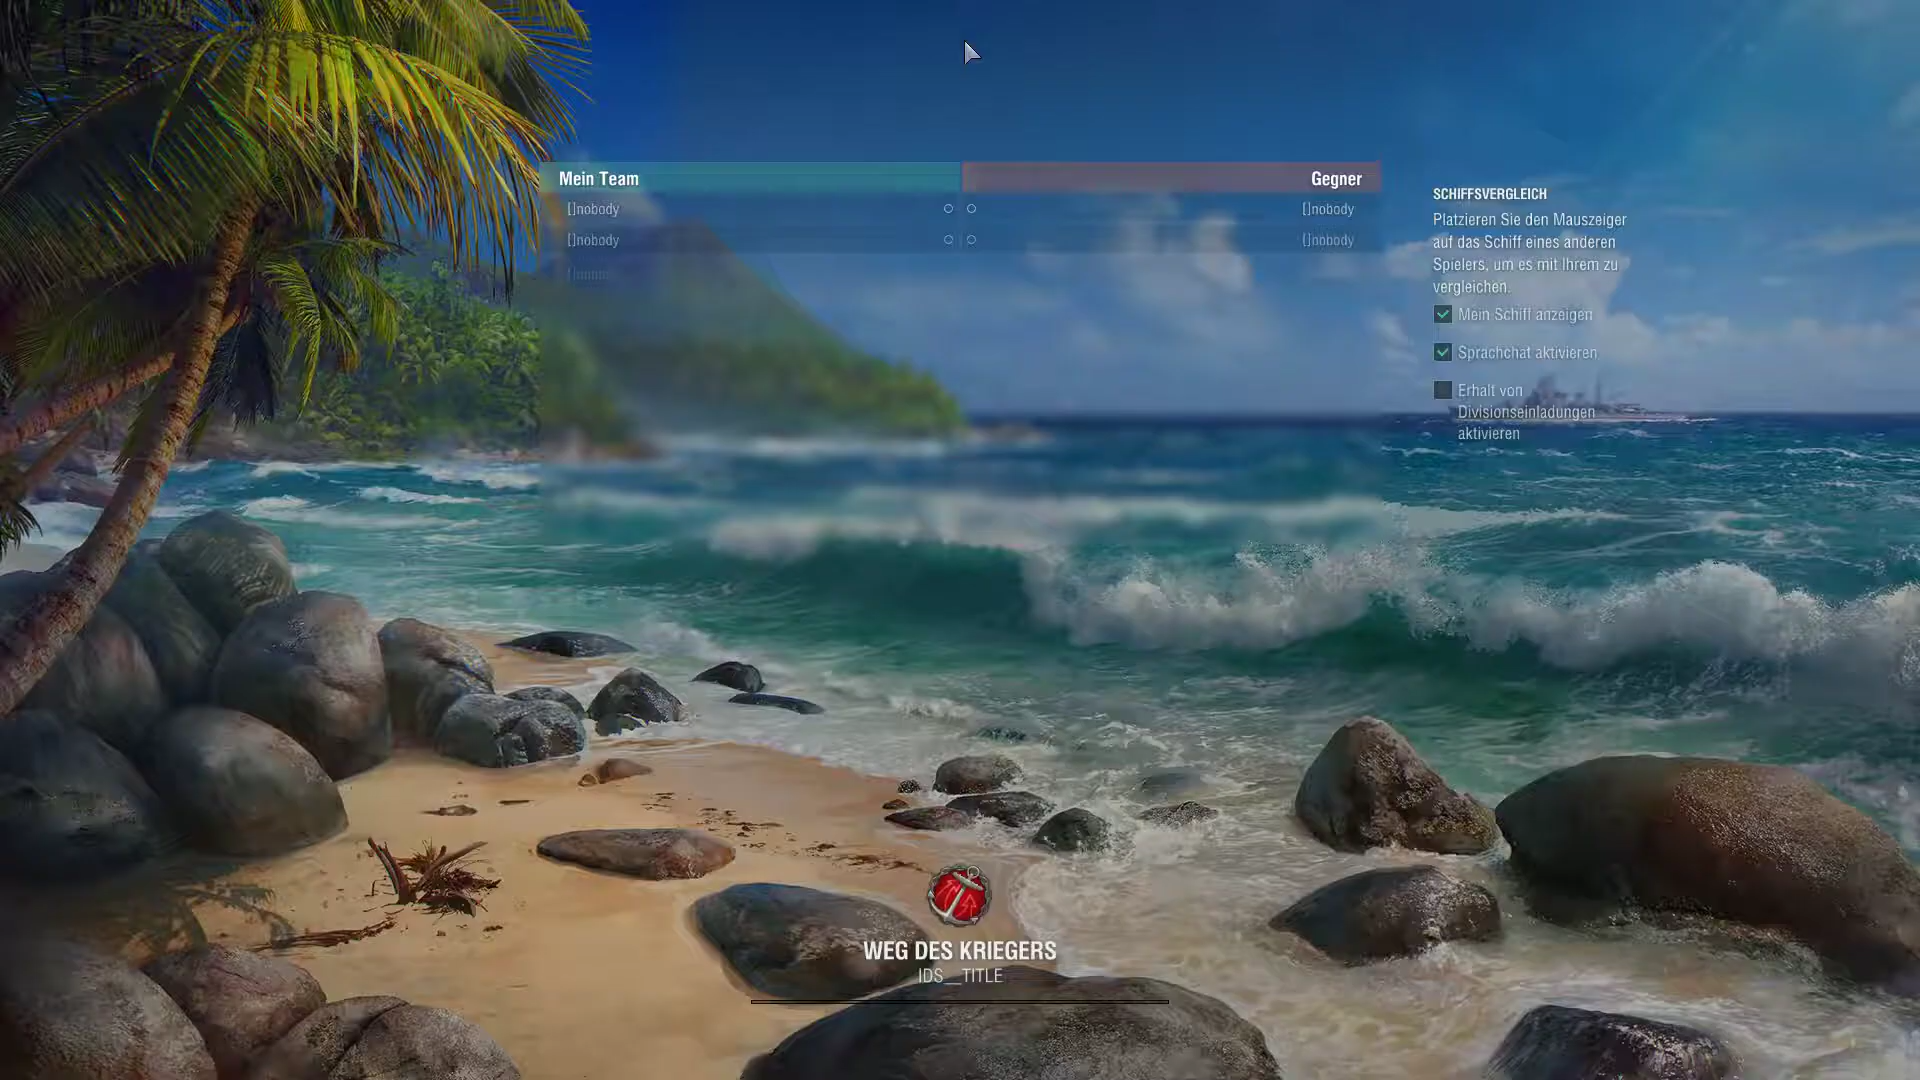 Mein Team
Gegner
[]nobody
[]nobody
[]nobody
[]nobody
SCHIFFSVERGLEICH
Platzieren Sie den Mauszeiger
auf das Schiff eines anderen
Spielers, um es mit Ihrem zu
vergleichen.
Mein Schiff anzeigen
Sprachchat aktivieren
Erhalt von
Divisionseinladungen
aktivieren
WEG DES KRIEGERS
IDS__TITLE